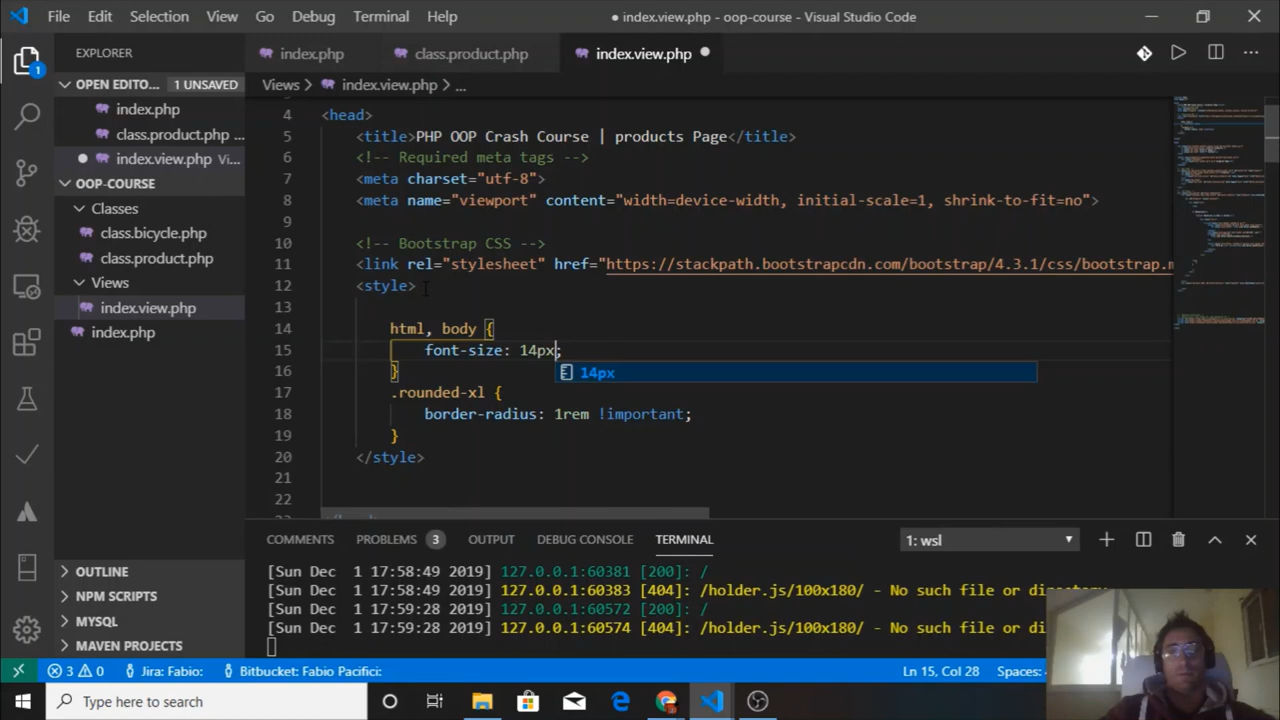 File Edit Selection View Go Debug Terminal Help
● index.view.php - oop-course - Visual Studio Code
EXPLORER
OPEN EDITO... 1 UNSAVED
index.php
class.product.php ...
index.view.php Vi...
OOP-COURSE
Classes
class.bicycle.php
class.product.php
Views
index.view.php
index.php
OUTLINE
NPM SCRIPTS
MYSQL
MAVEN PROJECTS
1
index.php class.product.php index.view.php
Views > index.view.php > ...
4 <head>
5 <title>PHP OOP Crash Course | products Page</title>
6 <!-- Required meta tags -->
7 <meta charset="utf-8">
8 <meta name="viewport" content="width=device-width, initial-scale=1, shrink-to-fit=no">
9
10 <!-- Bootstrap CSS -->
11 <link rel="stylesheet" href="https://stackpath.bootstrapcdn.com/bootstrap/4.3.1/css/bootstrap.m
12 <style>
13
14 html, body {
15 font-size: 14px;
14px
16 }
17 .rounded-xl {
18 border-radius: 1rem !important;
19 }
20 </style>
21
22
COMMENTS PROBLEMS 3 OUTPUT DEBUG CONSOLE TERMINAL 1: wsl
[Sun Dec 1 17:58:49 2019] 127.0.0.1:60381 [200]: /
[Sun Dec 1 17:58:49 2019] 127.0.0.1:60383 [404]: /holder.js/100x180/ - No such file or directory
[Sun Dec 1 17:59:28 2019] 127.0.0.1:60572 [200]: /
[Sun Dec 1 17:59:28 2019] 127.0.0.1:60574 [404]: /holder.js/100x180/ - No such file or di
3 0 Jira: Fabio: Bitbucket: Fabio Pacifici: Ln 15, Col 28 Spaces:
Type here to search